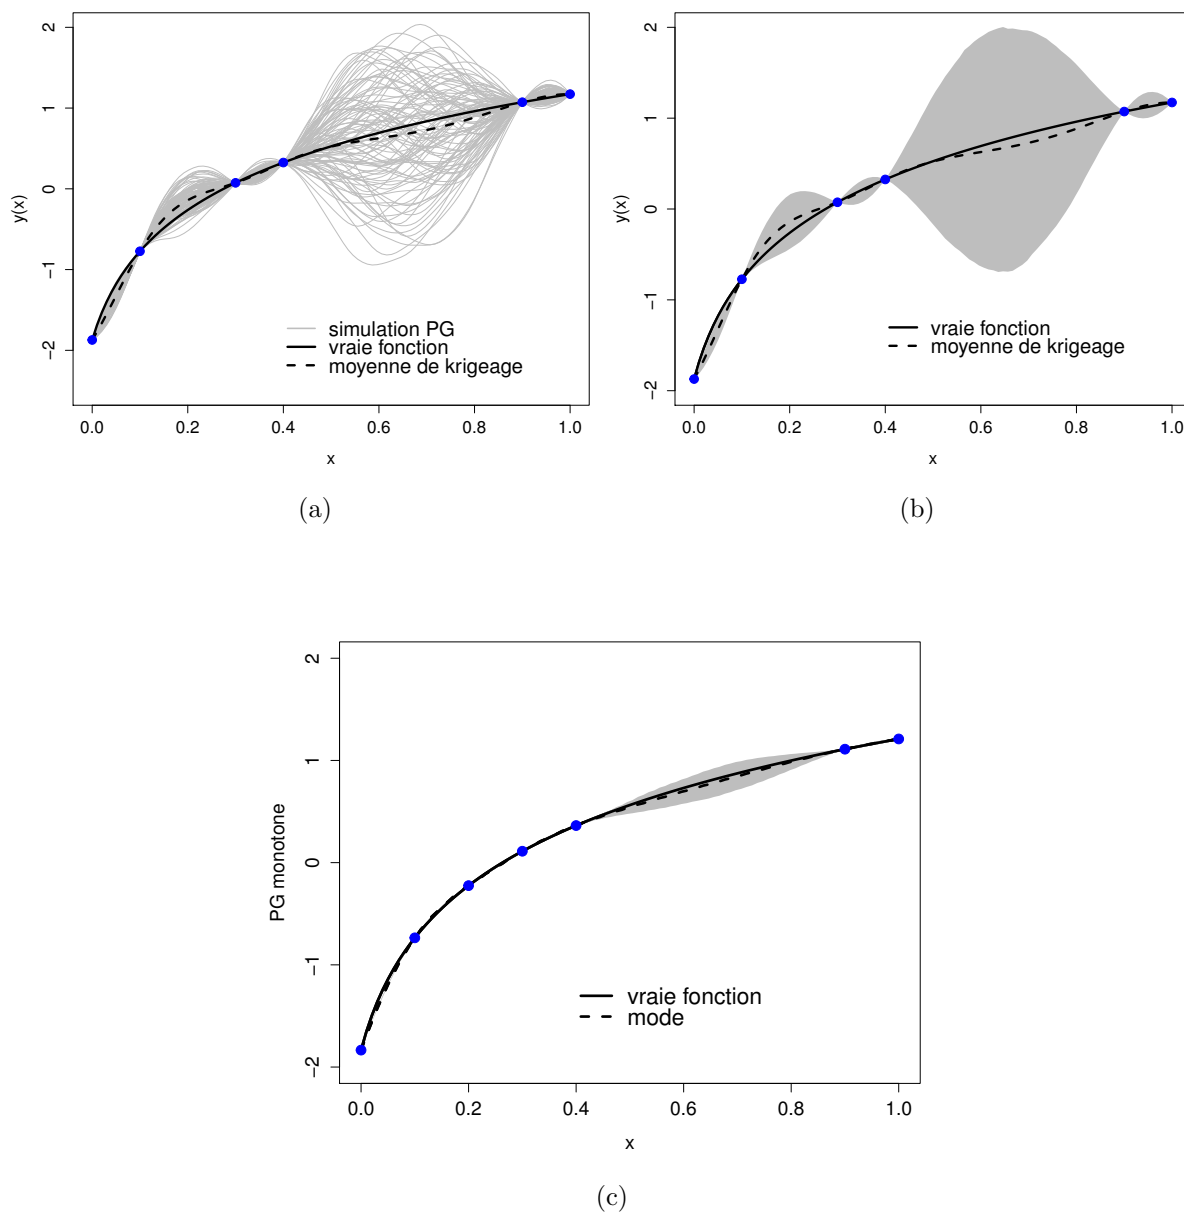 2
1
0
−1
−2
y(x)
simulation PG
vraie fonction
moyenne de krigeage
0.0 0.2 0.4 0.6 0.8 1.0
x
(a)
2
1
0
−1
−2
y(x)
vraie fonction
moyenne de krigeage
0.0 0.2 0.4 0.6 0.8 1.0
x
(b)
2
1
0
−1
−2
PG monotone
vraie fonction
mode
0.0 0.2 0.4 0.6 0.8 1.0
x
(c)